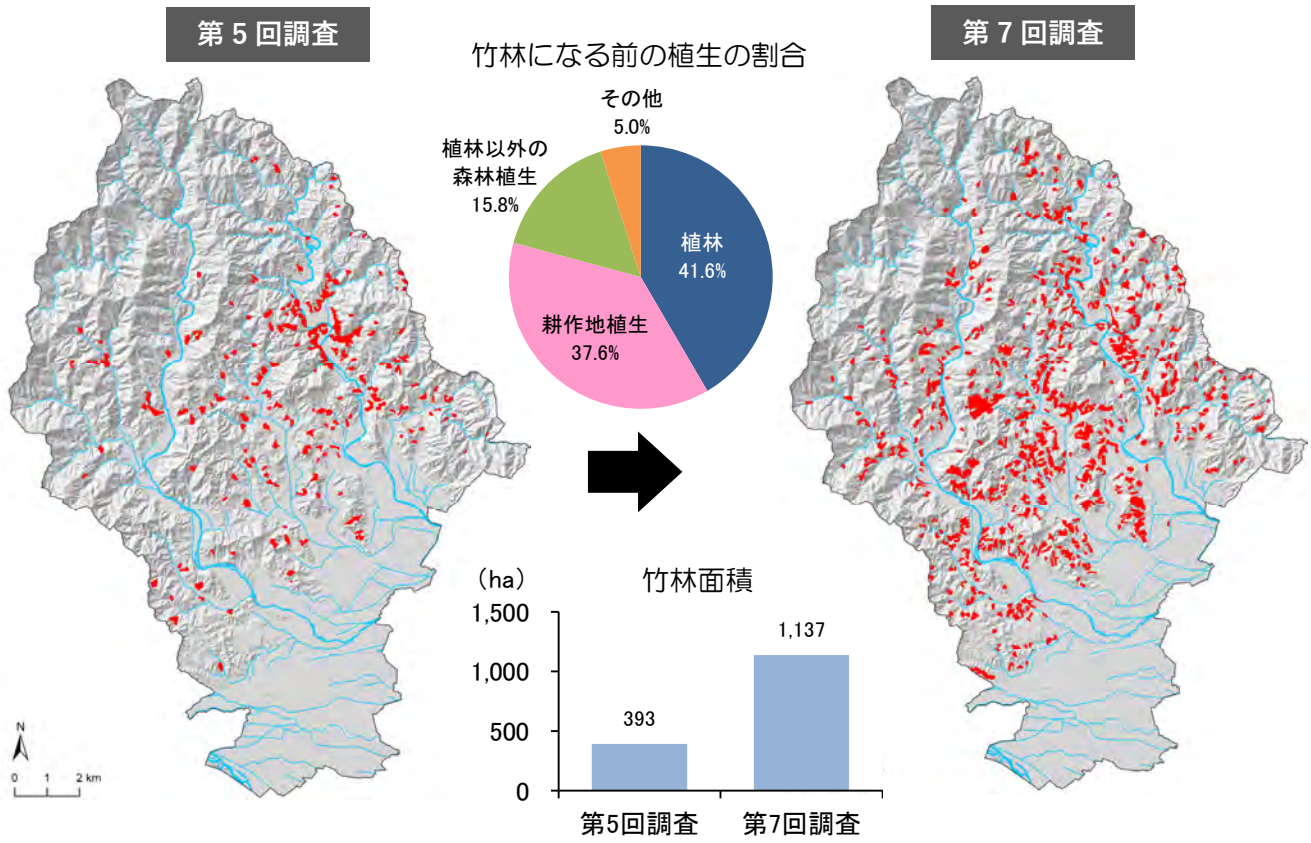 第5回調査
竹林になる前の植生の割合
第7回調査
その他
5.0%
植林以外の
森林植生
15.8%
植林
41.6%
耕作地植生
37.6%
(ha)
竹林面積
1,500
1,000
500
0
393
1,137
第5回調査
第7回調査
N
0 1 2 km